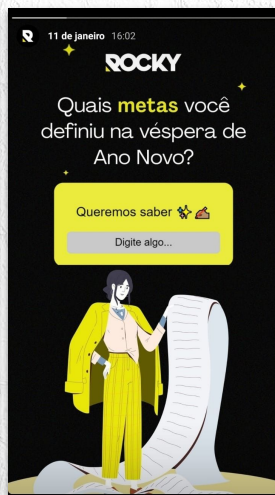 11 de janeiro 16:02
ROCKY
Quais metas você
definiu na véspera de
Ano Novo?
Queremos saber ✨✍🏾
Digite algo...